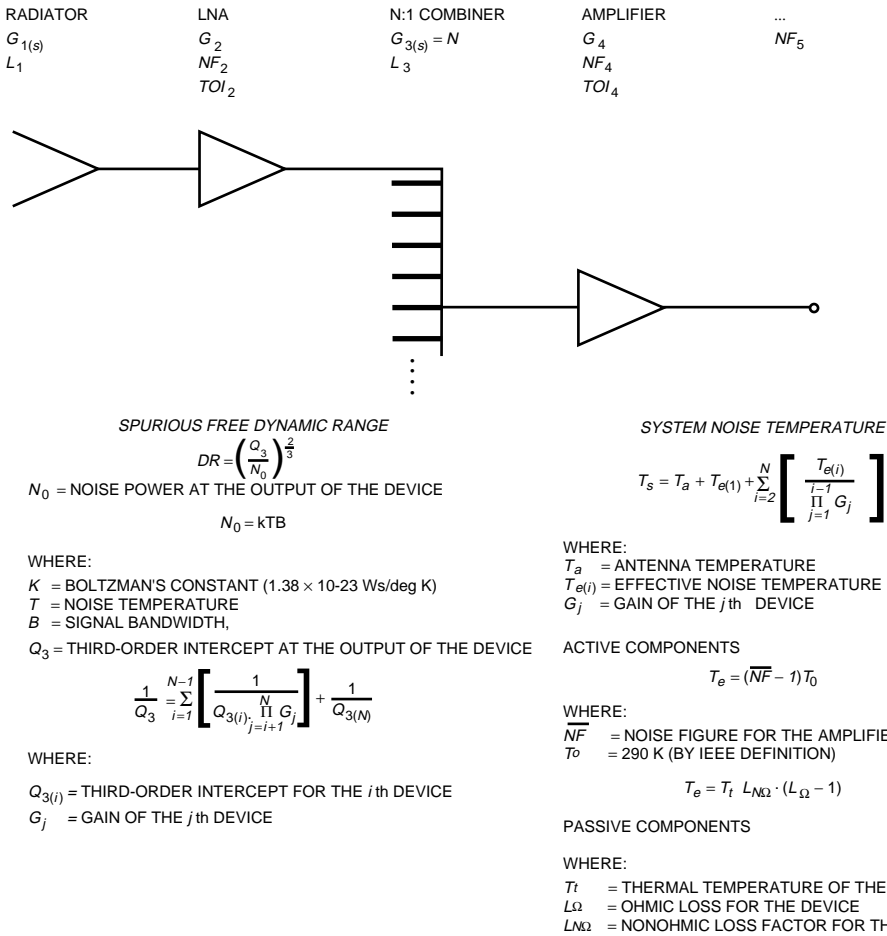 RADIATOR LNA N:1 COMBINER AMPLIFIER ...
G1(s) G2 G3(s) = N G4 NF5
L1 NF2 L3 NF4
TOI2 TOI4
SPURIOUS FREE DYNAMIC RANGE
DR = (Q3 / N0)^(2/3)
N0 = NOISE POWER AT THE OUTPUT OF THE DEVICE
N0 = kTB
WHERE:
K = BOLTZMAN'S CONSTANT (1.38 × 10-23 Ws/deg K)
T = NOISE TEMPERATURE
B = SIGNAL BANDWIDTH,
Q3 = THIRD-ORDER INTERCEPT AT THE OUTPUT OF THE DEVICE
1/Q3 = Σ(i=1, N−1) [ 1 / (Q3(i) · Π(j=i+1, N) Gj) ] + 1/Q3(N)
WHERE:
Q3(i) = THIRD-ORDER INTERCEPT FOR THE i th DEVICE
Gj = GAIN OF THE j th DEVICE
SYSTEM NOISE TEMPERATURE
Ts = Ta + Te(1) + Σ(i=2, N) [ Te(i) / Π(j=1, i−1) Gj ]
WHERE:
Ta = ANTENNA TEMPERATURE
Te(i) = EFFECTIVE NOISE TEMPERATURE
Gj = GAIN OF THE j th DEVICE
ACTIVE COMPONENTS
Te = (N̅F̅ − 1)T0
WHERE:
N̅F̅ = NOISE FIGURE FOR THE AMPLIFIE
To = 290 K (BY IEEE DEFINITION)
Te = Tt LNΩ · (LΩ − 1)
PASSIVE COMPONENTS
WHERE:
Tt = THERMAL TEMPERATURE OF THE
LΩ = OHMIC LOSS FOR THE DEVICE
LNΩ = NONOHMIC LOSS FACTOR FOR TH